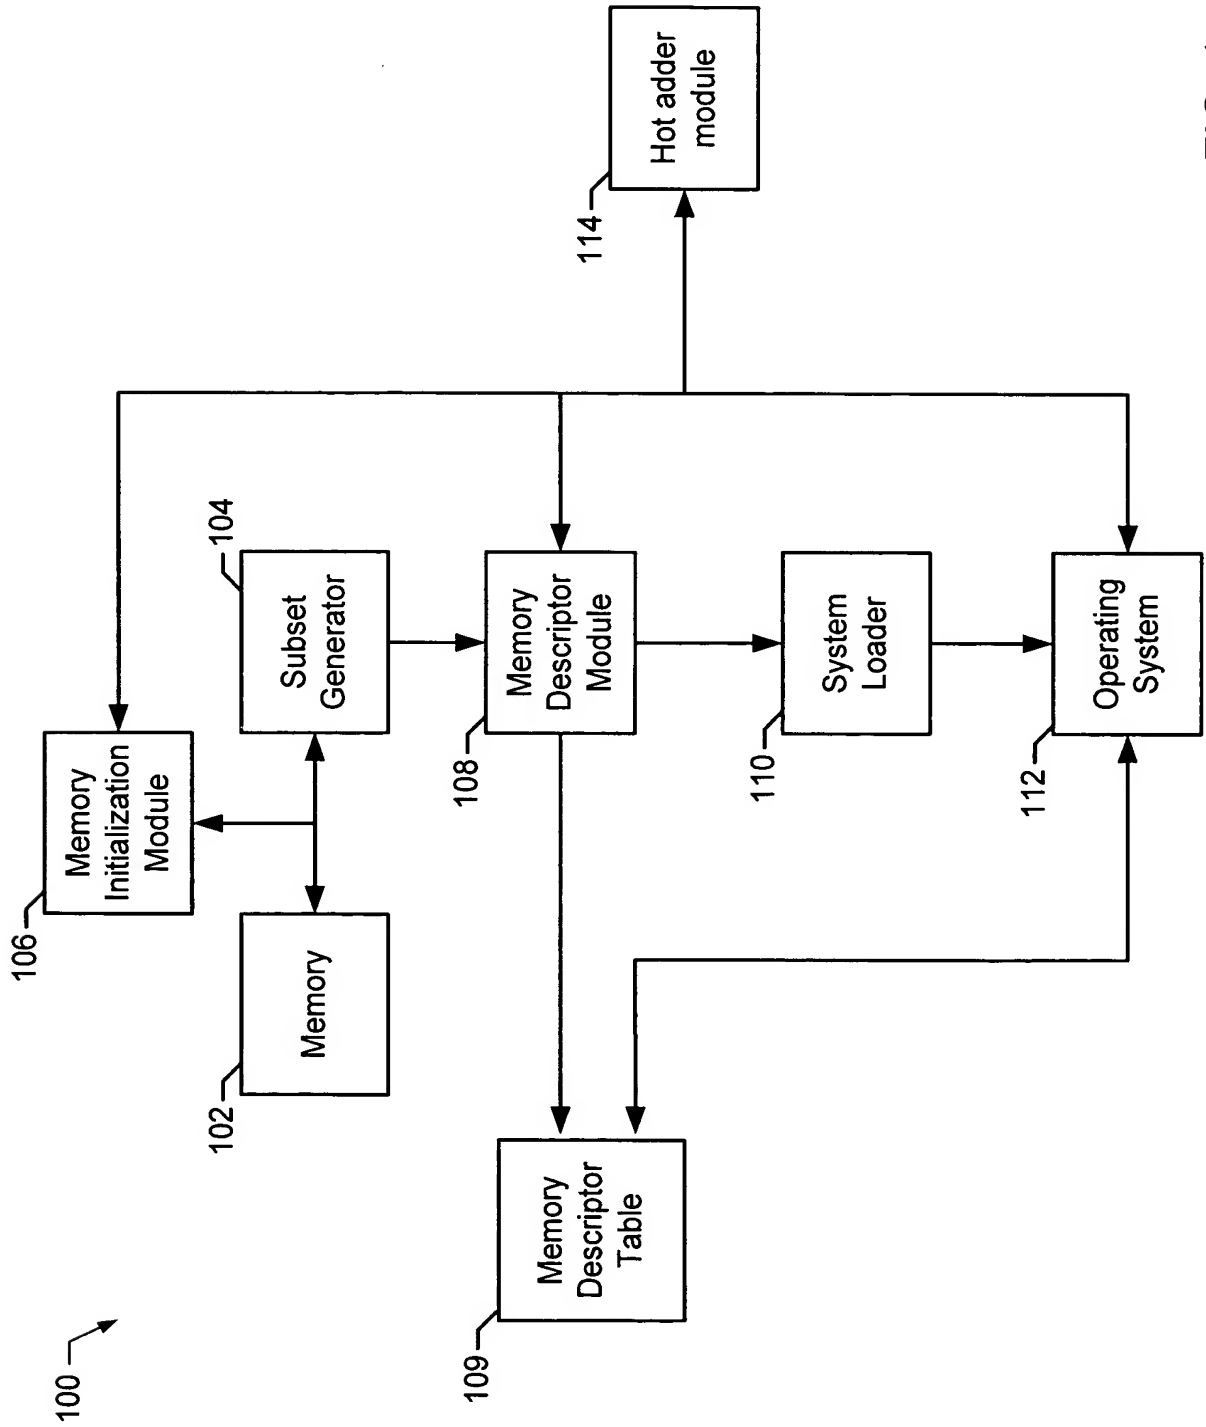 100
106
Memory
Initialization
Module
102
Memory
104
Subset
Generator
109
Memory
Descriptor
Table
108
Memory
Descriptor
Module
114
Hot adder
module
110
System
Loader
112
Operating
System